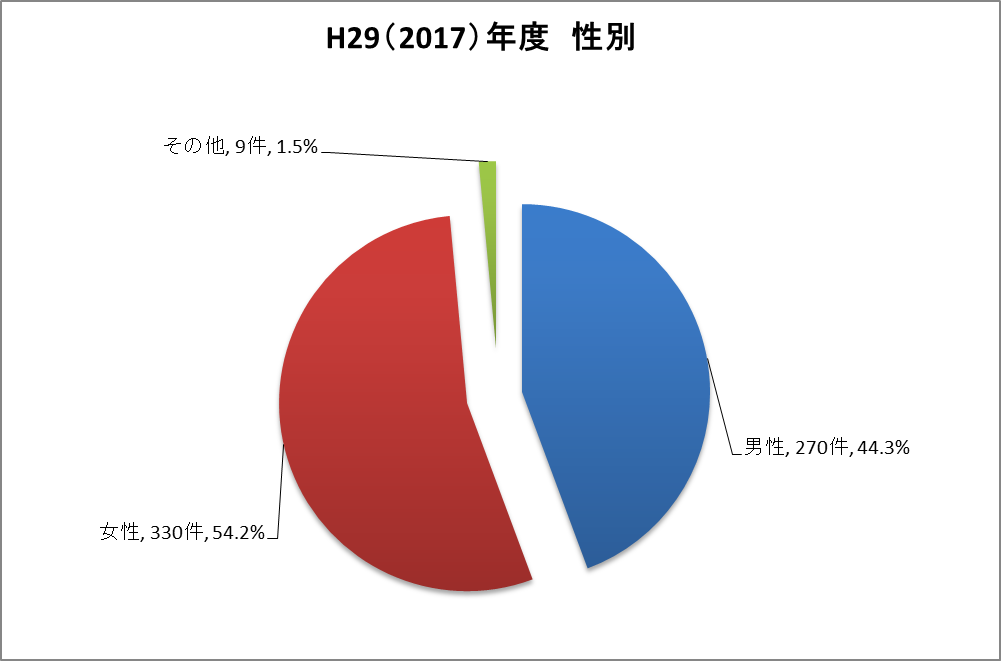 H29（2017）年度　性別
その他, 9件, 1.5%
男性, 270件, 44.3%
女性, 330件, 54.2%